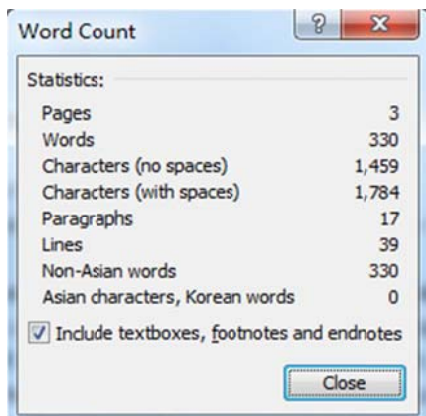 Word Count
?
X
Statistics:
Pages 3
Words 330
Characters (no spaces) 1,459
Characters (with spaces) 1,784
Paragraphs 17
Lines 39
Non-Asian words 330
Asian characters, Korean words 0
Include textboxes, footnotes and endnotes
Close